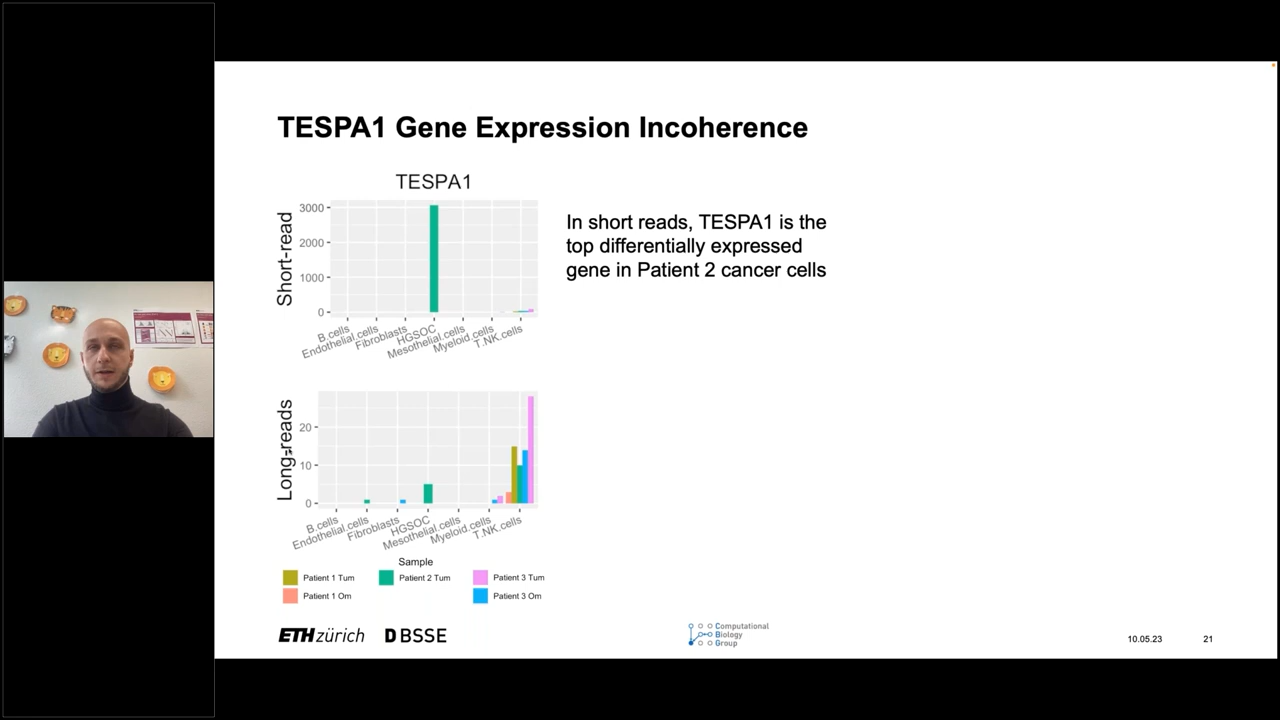 TESPA1 Gene Expression Incoherence
TESPA1
Short-read
3000
2000
1000
0
B.cells
Endothelial.cells
Fibroblasts
HGSOC
Mesothelial.cells
Myeloid.cells
T.NK.cells
In short reads, TESPA1 is the
top differentially expressed
gene in Patient 2 cancer cells
Long-reads
20
10
0
B.cells
Endothelial.cells
Fibroblasts
HGSOC
Mesothelial.cells
Myeloid.cells
T.NK.cells
Sample
Patient 1 Tum
Patient 2 Tum
Patient 3 Tum
Patient 1 Om
Patient 3 Om
ETH zürich
D BSSE
Computational
Biology
Group
10.05.23
21